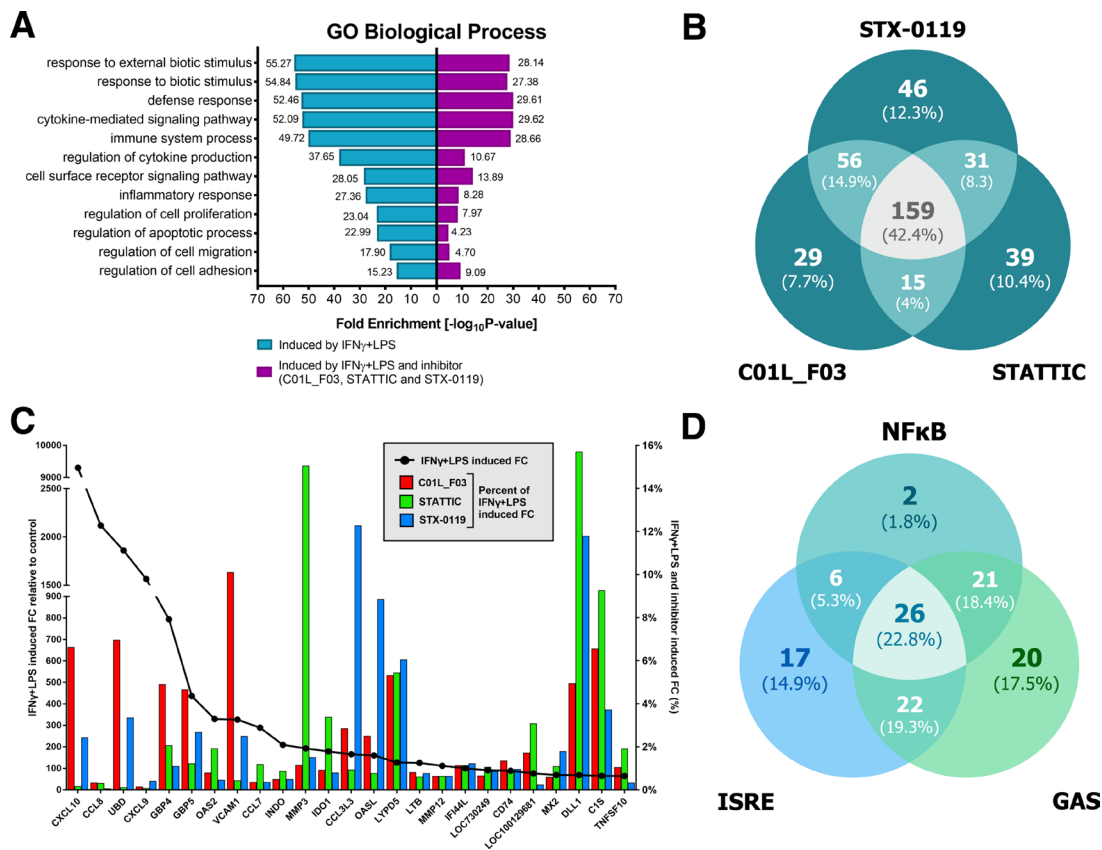 A
GO Biological Process
response to external biotic stimulus 55.27 28.14
response to biotic stimulus 54.84 27.38
defense response 52.46 29.61
cytokine-mediated signaling pathway 52.09 29.62
immune system process 49.72 28.66
regulation of cytokine production 37.65 10.67
cell surface receptor signaling pathway 28.05 13.89
inflammatory response 27.36 8.28
regulation of cell proliferation 23.04 7.97
regulation of apoptotic process 22.99 4.23
regulation of cell migration 17.90 4.70
regulation of cell adhesion 15.23 9.09
70 60 50 40 30 20 10 0 10 20 30 40 50 60 70
Fold Enrichment [-log10P-value]
Induced by IFNγ+LPS
Induced by IFNγ+LPS and inhibitor
(C01L_F03, STATTIC and STX-0119)
B
STX-0119
46
(12.3%)
56
(14.9%)
31
(8.3)
159
(42.4%)
29
(7.7%)
39
(10.4%)
15
(4%)
C01L_F03
STATTIC
C
IFNγ+LPS induced FC relative to control
10000
9000
2500
2000
1500
900
800
700
600
500
400
300
200
100
0
IFNγ+LPS induced FC
C01L_F03
STATTIC
STX-0119
Percent of
IFNγ+LPS
induced FC
16%
14%
12%
10%
8%
6%
4%
2%
0%
IFNγ+LPS and inhibitor induced FC (%)
CXCL10
CCL8
UBD
CXCL9
GBP4
GBP5
OAS2
VCAM1
CCL7
INDO
MMP3
IDO1
CCL3L3
OASL
LYPD5
LTB
MMP12
IFI44L
LOC730249
CD74
LOC100129681
MX2
DLL1
C1S
TNFSF10
D
NFκB
2
(1.8%)
6
(5.3%)
21
(18.4%)
26
(22.8%)
17
(14.9%)
20
(17.5%)
22
(19.3%)
ISRE
GAS